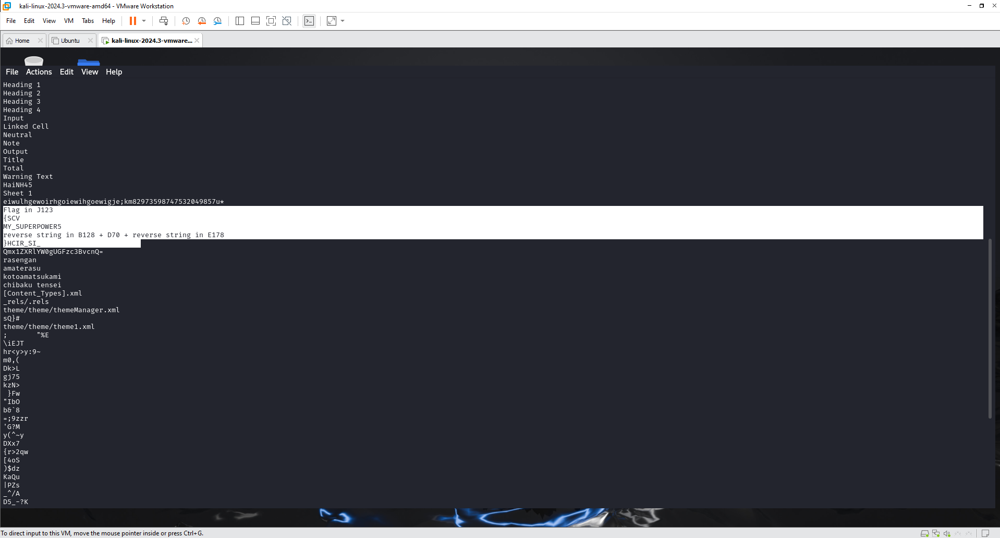 kali-linux-2024.3-vmware-amd64 - VMware Workstation
File Edit View VM Tabs Help
Home Ubuntu kali-linux-2024.3-vmware...
File Actions Edit View Help
Heading 1
Heading 2
Heading 3
Heading 4
Input
Linked Cell
Neutral
Note
Output
Title
Total
Warning Text
HaiNH45
Sheet 1
eiwulhgewoirhgoiewihgoewigje;km82973598747532049857u*
Flag in J123
{SCV
MY_SUPERPOWER5
reverse string in B128 + D70 + reverse string in E178
}HCIR_SI_
Qmx1ZXRlYW0gUGFzc3BvcnQ=
rasengan
amaterasu
kotoamatsukami
chibaku tensei
[Content_Types].xml
_rels/.rels
theme/theme/themeManager.xml
sQ}#
theme/theme/theme1.xml
; "%E
\iEJT
hr<y>y:9~
m0,(
Dk>L
gj75
kzN>
}Fw
"IbO
b&`8
=;9zzr
'G?M
y(^~y
DXx7
{r>2qw
[4oS
)$dz
KaQu
|PZs
_^/A
D5_-?K
To direct input to this VM, move the mouse pointer inside or press Ctrl+G.